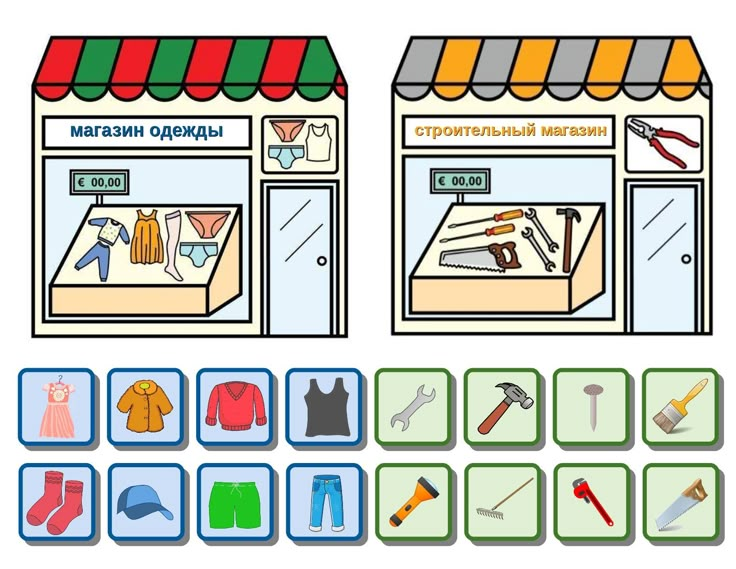 магазин одежды
€ 00,00
строительный магазин
€ 00,00